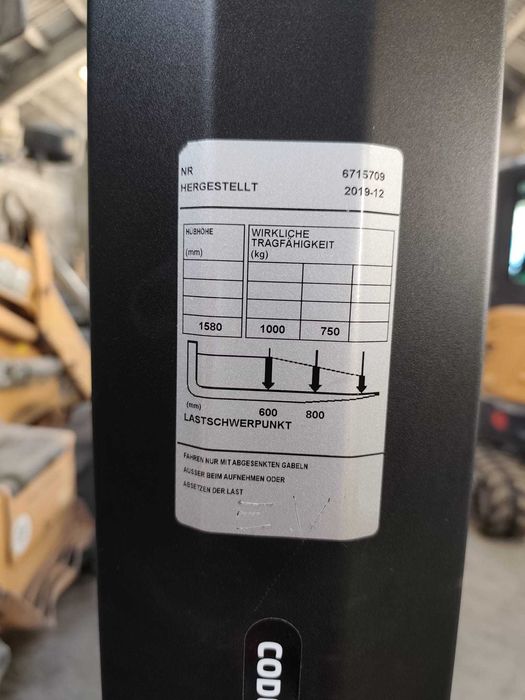 NR 6715709
HERGESTELLT 2019-12
HUBHÖHE
(mm)
WIRKLICHE
TRAGFÄHIGKEIT
(kg)
1580 1000 750
(mm) 600 800
LASTSCHWERPUNKT
FAHREN NUR MIT ABGESENKTEN GABELN
AUSSER BEIM AUFNEHMEN ODER
ABSETZEN DER LAST
E V
COD